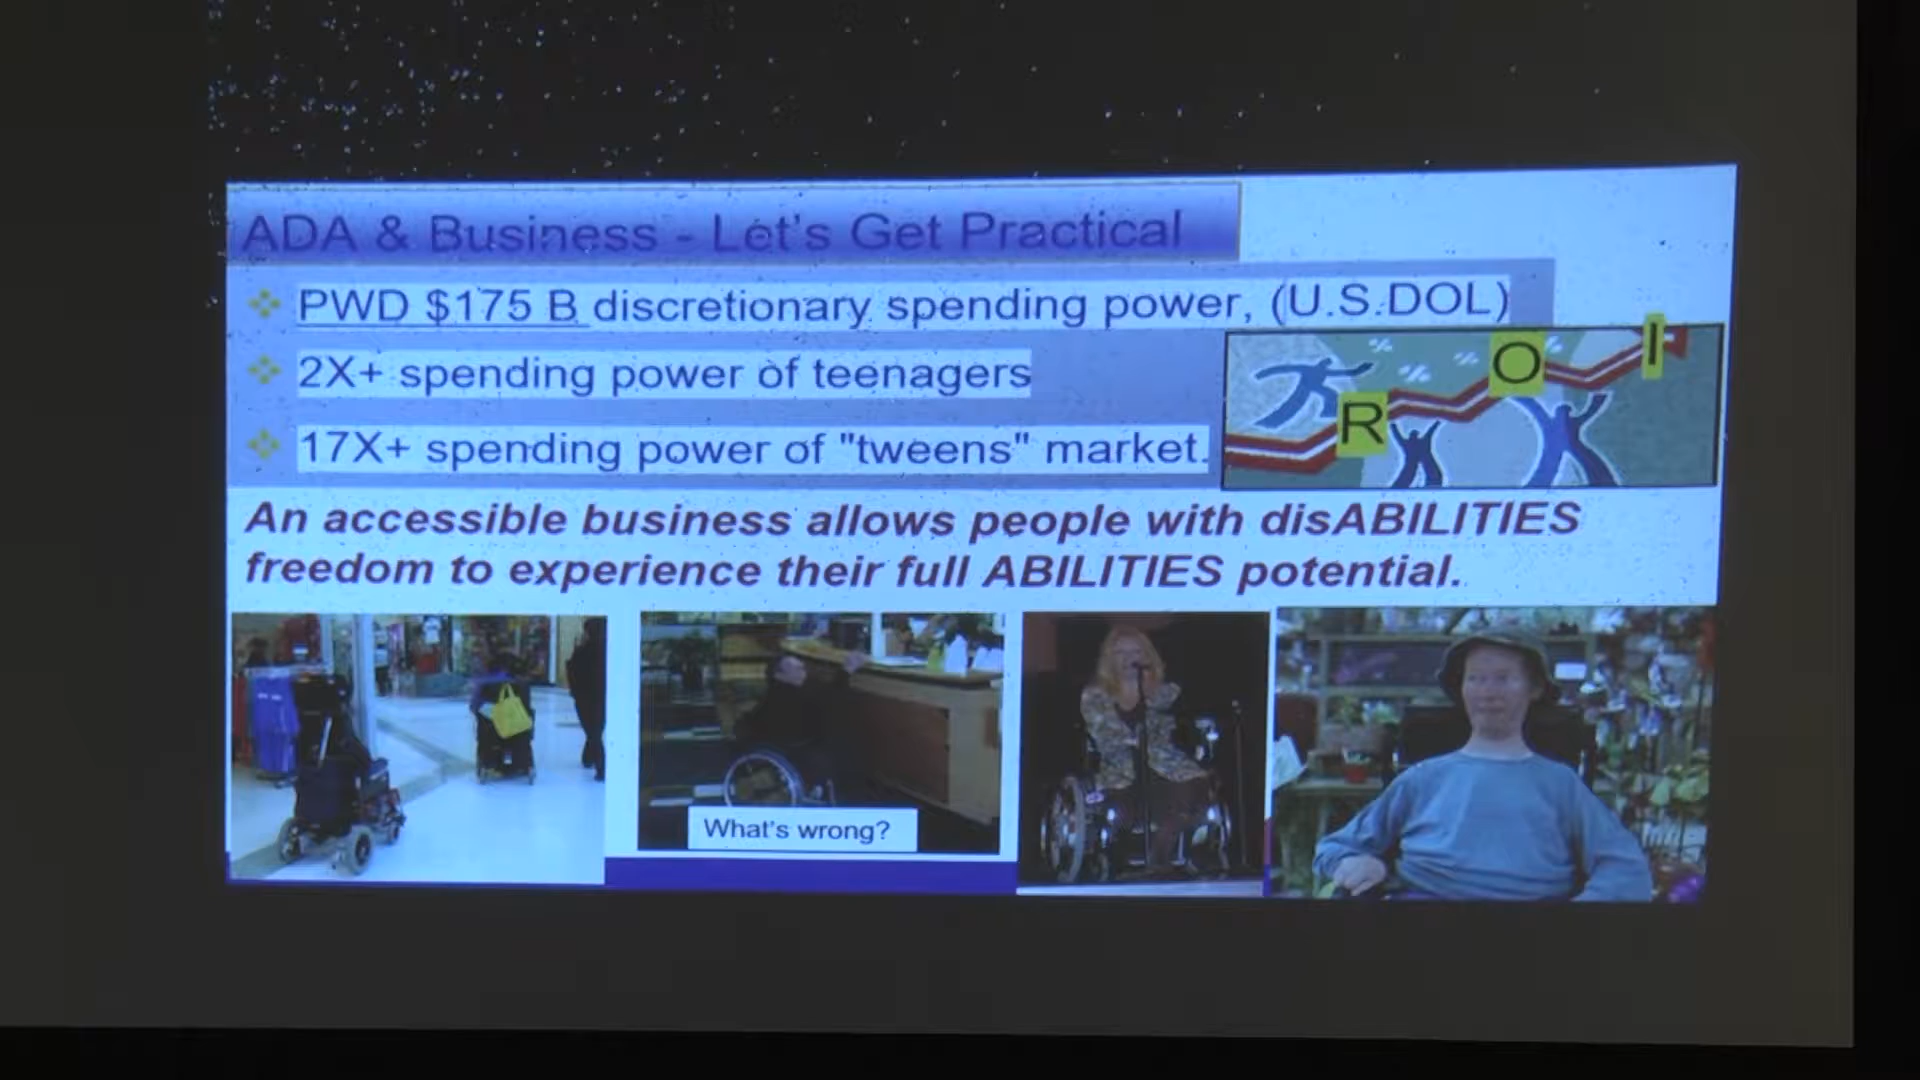 ADA & Business - Let's Get Practical
PWD $175 B discretionary spending power, (U.S.DOL)
2X+ spending power of teenagers
17X+ spending power of "tweens" market.
R O I
An accessible business allows people with disABILITIES
freedom to experience their full ABILITIES potential.
What's wrong?